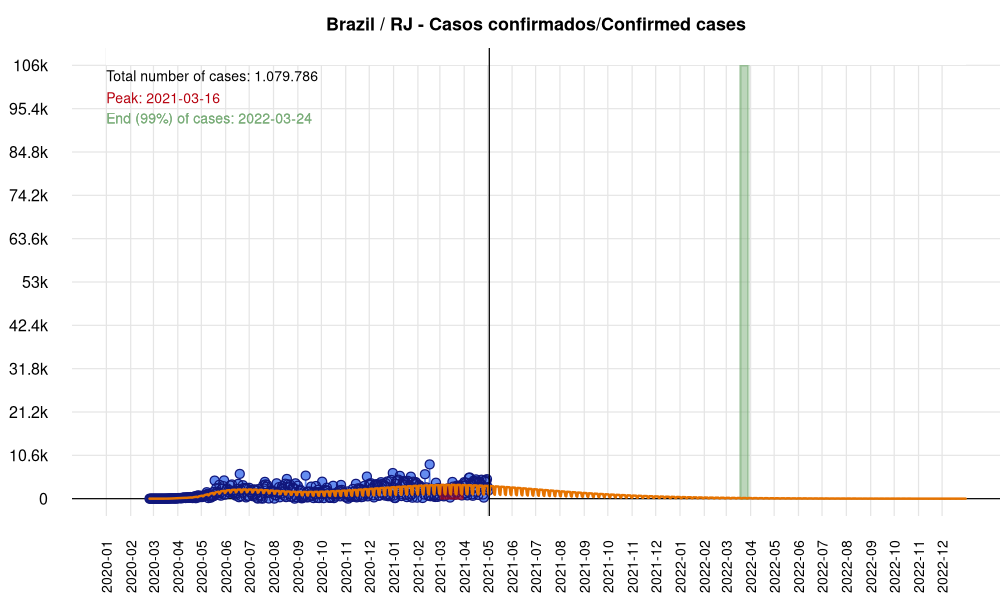 Brazil / RJ - Casos confirmados/Confirmed cases
Total number of cases: 1.079.786
Peak: 2021-03-16
End (99%) of cases: 2022-03-24
106k
95.4k
84.8k
74.2k
63.6k
53k
42.4k
31.8k
21.2k
10.6k
0
2020-01
2020-02
2020-03
2020-04
2020-05
2020-06
2020-07
2020-08
2020-09
2020-10
2020-11
2020-12
2021-01
2021-02
2021-03
2021-04
2021-05
2021-06
2021-07
2021-08
2021-09
2021-10
2021-11
2021-12
2022-01
2022-02
2022-03
2022-04
2022-05
2022-06
2022-07
2022-08
2022-09
2022-10
2022-11
2022-12